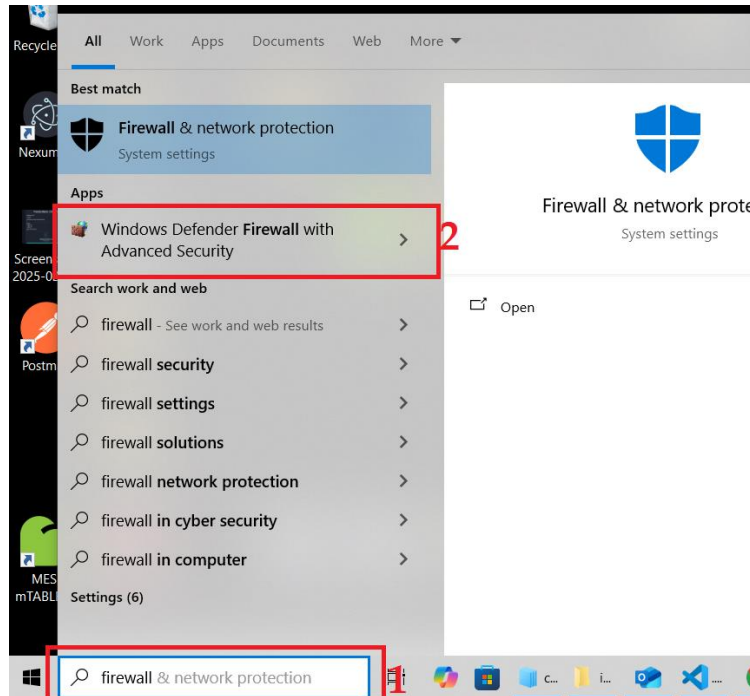 Recycle
All Work Apps Documents Web More
Best match
Nexum
Firewall & network protection
System settings
Apps
Windows Defender Firewall with
Advanced Security
2
Screen
2025-0
Search work and web
firewall - See work and web results
firewall security
Postm
firewall settings
firewall solutions
firewall network protection
firewall in cyber security
firewall in computer
MES
mTABL
Settings (6)
Firewall & network prote
System settings
Open
firewall & network protection
1
c...
i...
...